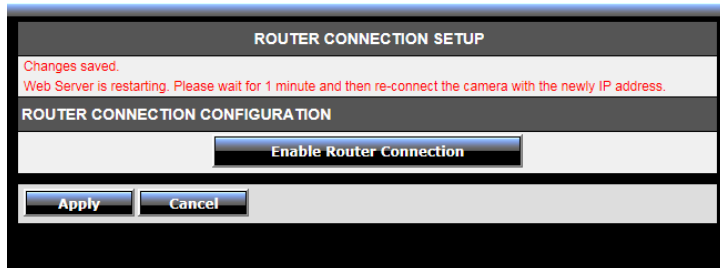 ROUTER CONNECTION SETUP
Changes saved.
Web Server is restarting. Please wait for 1 minute and then re-connect the camera with the newly IP address.
ROUTER CONNECTION CONFIGURATION
Enable Router Connection
Apply Cancel